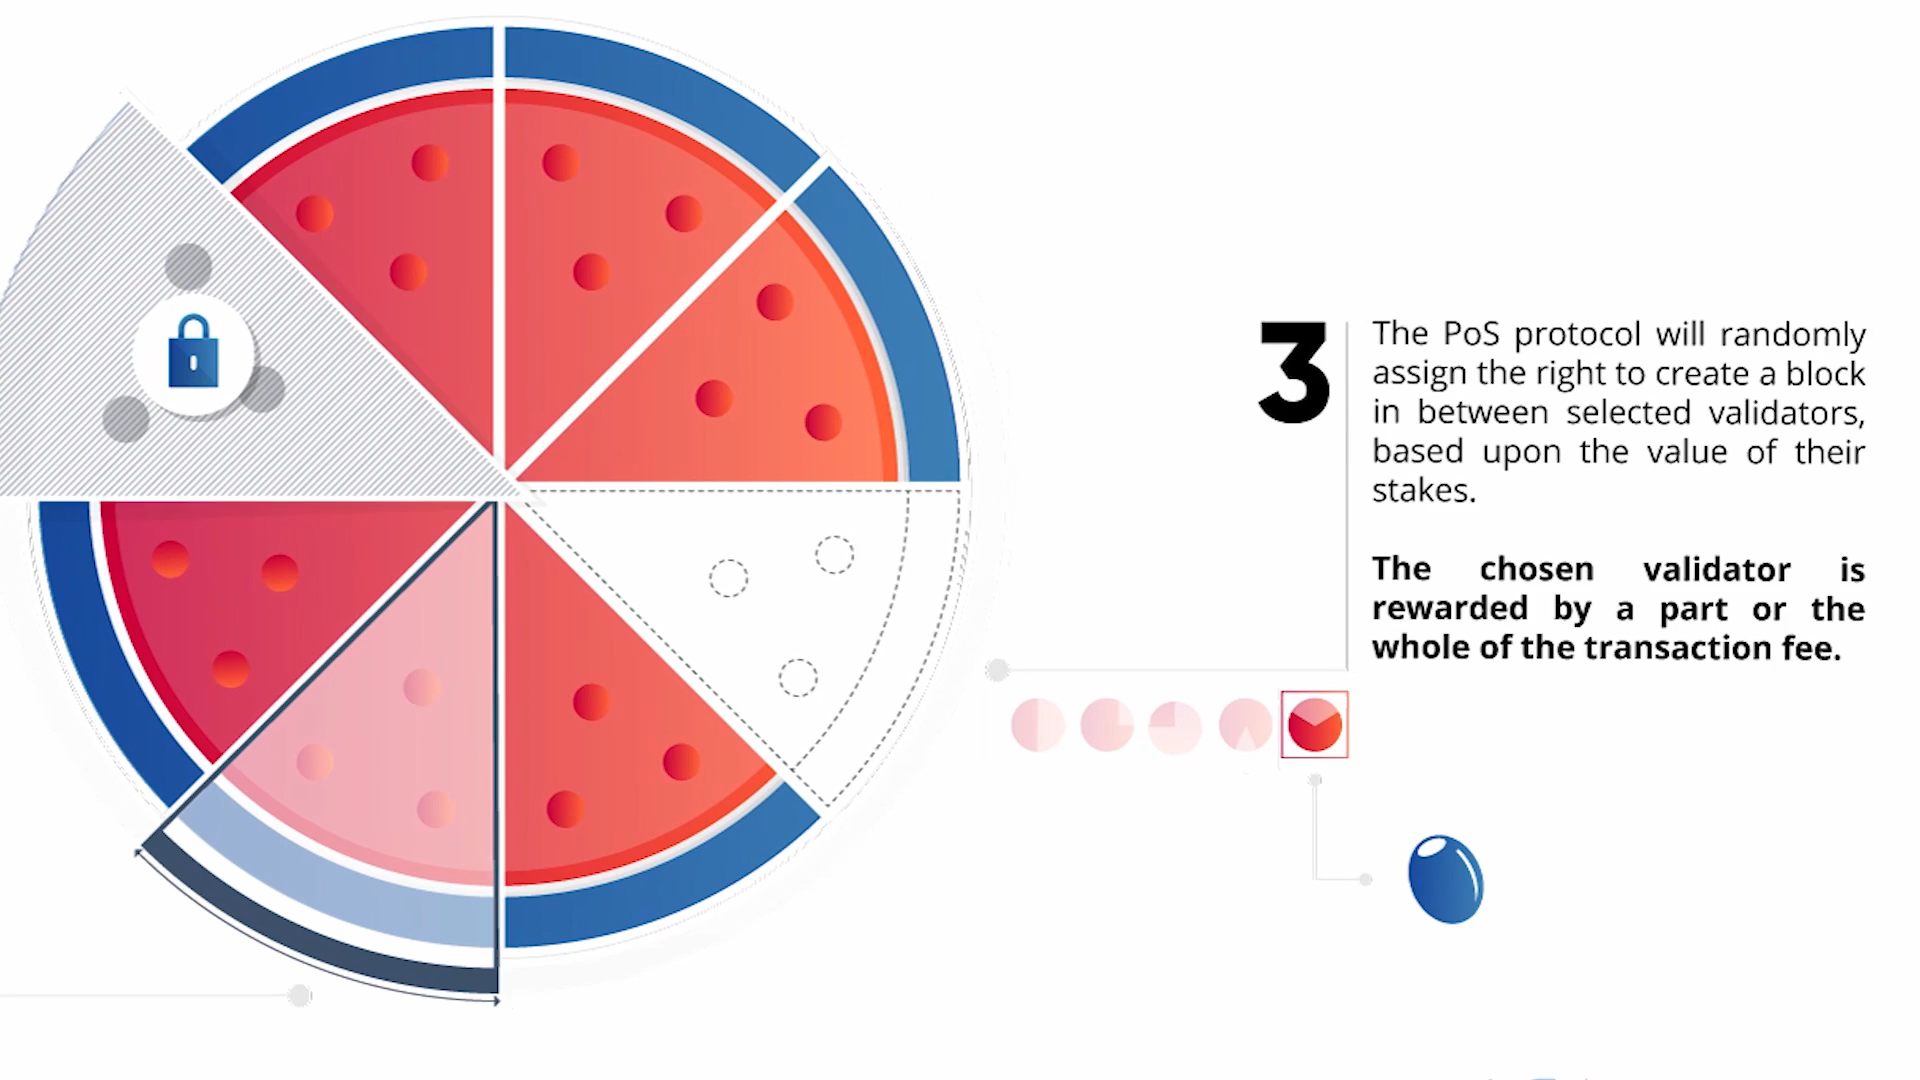 3
The PoS protocol will randomly
assign the right to create a block
in between selected validators,
based upon the value of their
stakes.
The chosen validator is
rewarded by a part or the
whole of the transaction fee.